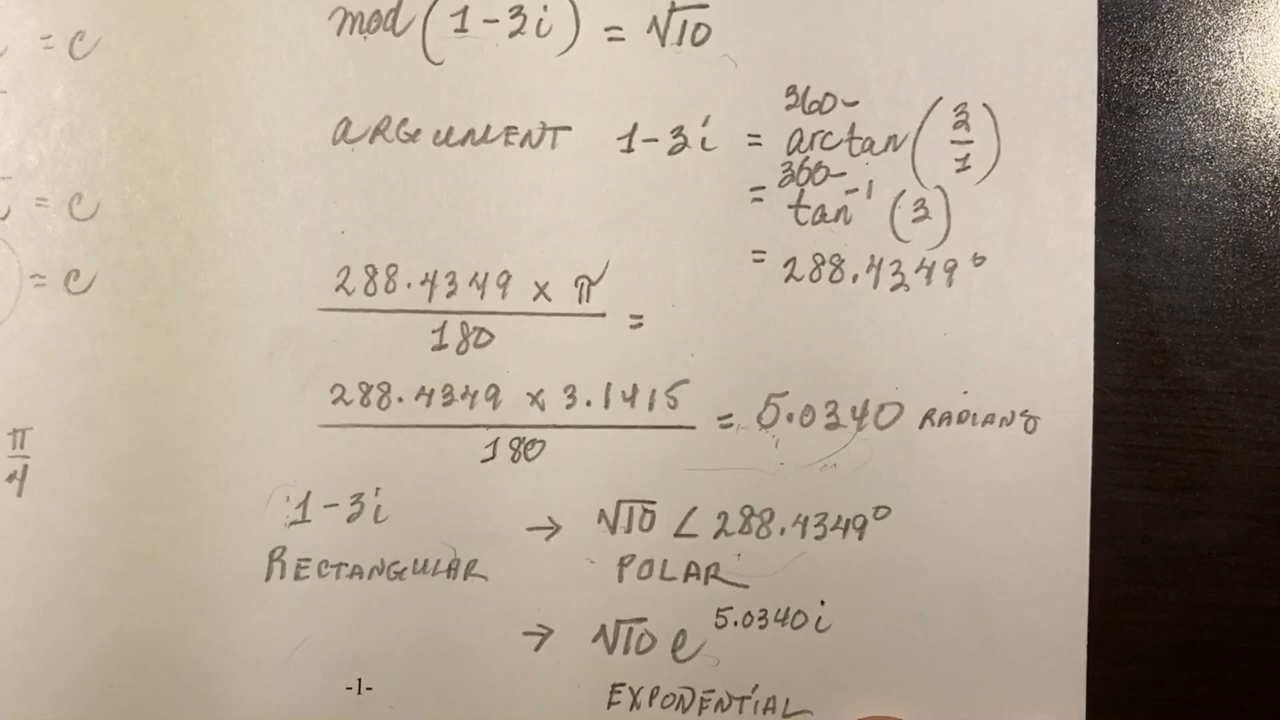 = c
mod (1-3i) = √10
ARGUMENT 1-3i = 360- arctan (3/1)
= c
= 360- tan⁻¹ (3)
= c
= 288.4349°
288.4349 x π
180
=
288.4349 x 3.1415
180
= 5.0340 RADIANS
π
4
1-3i → √10 ∠ 288.4349°
RECTANGULAR POLAR
→ √10 e^5.0340i
-1-
EXPONENTIAL